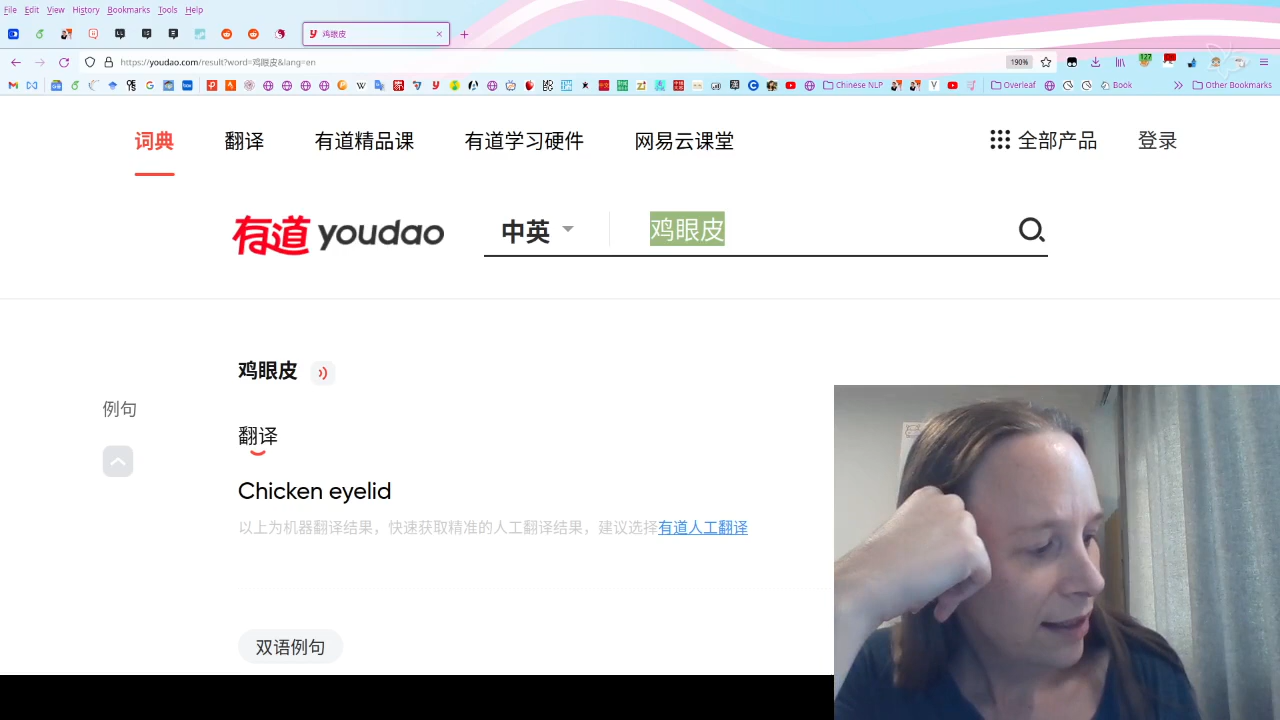 File Edit View History Bookmarks Tools Help
鸡眼皮
https://youdao.com/result?word=鸡眼皮&lang=en
190%
127
Chinese NLP
Overleaf
Book
Other Bookmarks
词典 翻译 有道精品课 有道学习硬件 网易云课堂 全部产品 登录
有道 youdao 中英 鸡眼皮
鸡眼皮
例句
翻译
Chicken eyelid
以上为机器翻译结果，快速获取精准的人工翻译结果，建议选择有道人工翻译
双语例句